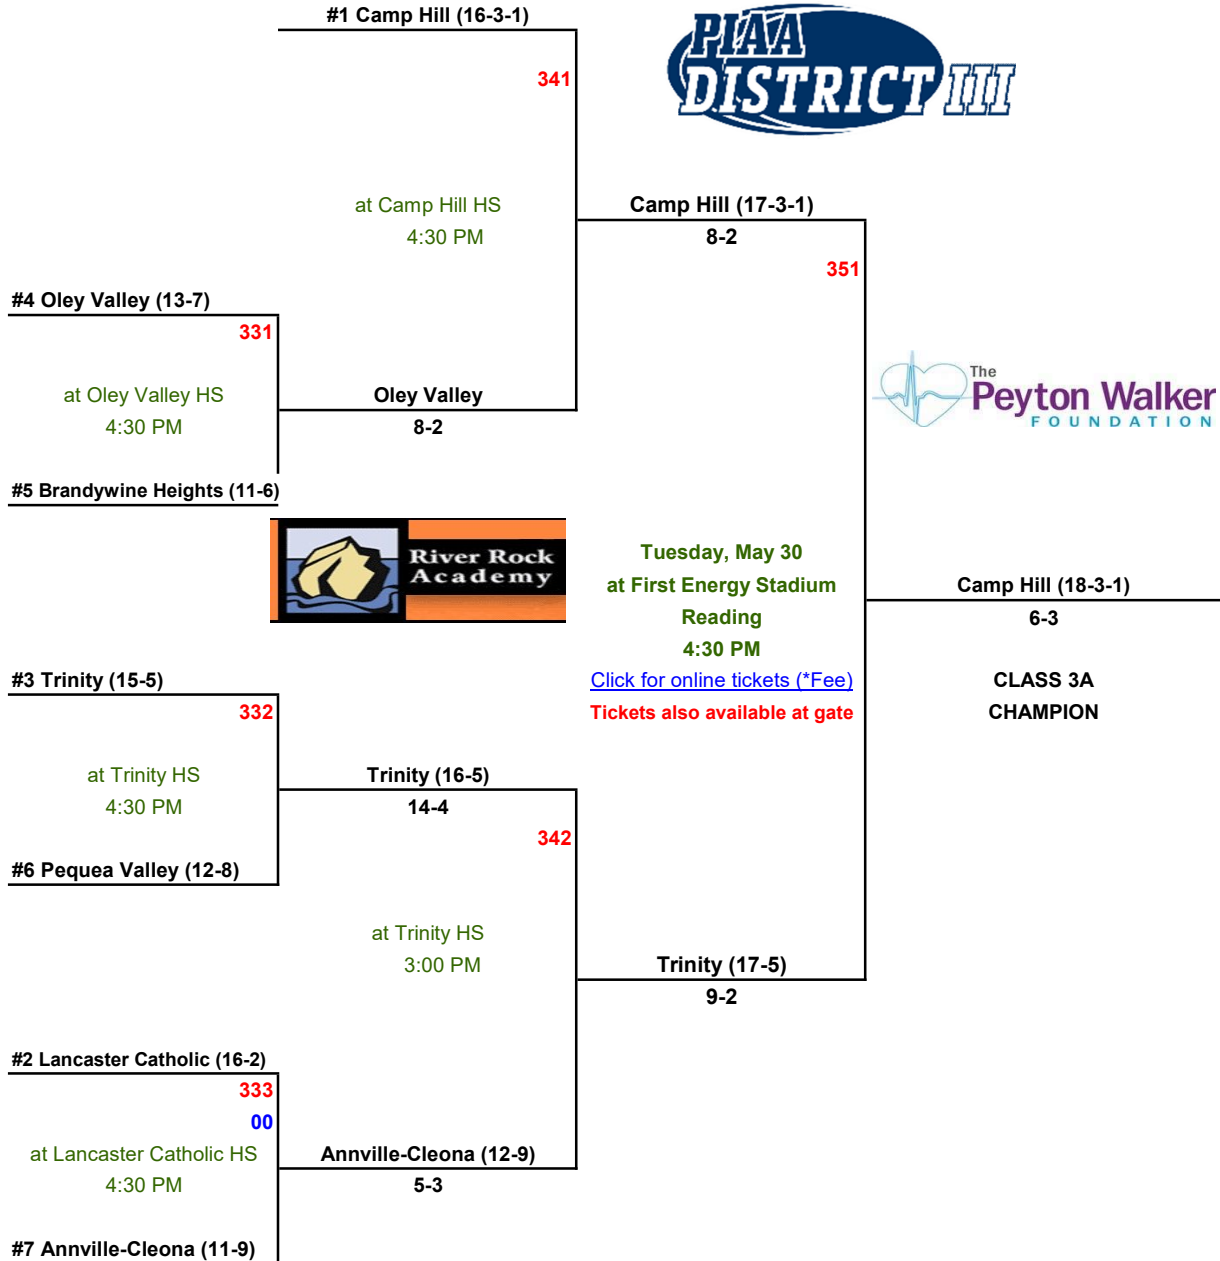 #1 Camp Hill (16-3-1)
PIAA
DISTRICT III
341
at Camp Hill HS
4:30 PM
Camp Hill (17-3-1)
8-2
351
#4 Oley Valley (13-7)
331
at Oley Valley HS
4:30 PM
Oley Valley
8-2
The
Peyton Walker
FOUNDATION
#5 Brandywine Heights (11-6)
River Rock
Academy
Tuesday, May 30
at First Energy Stadium
Reading
4:30 PM
Click for online tickets (*Fee)
Tickets also available at gate
Camp Hill (18-3-1)
6-3
CLASS 3A
CHAMPION
#3 Trinity (15-5)
332
at Trinity HS
4:30 PM
Trinity (16-5)
14-4
342
#6 Pequea Valley (12-8)
at Trinity HS
3:00 PM
Trinity (17-5)
9-2
#2 Lancaster Catholic (16-2)
333
00
at Lancaster Catholic HS
4:30 PM
Annville-Cleona (12-9)
5-3
#7 Annville-Cleona (11-9)